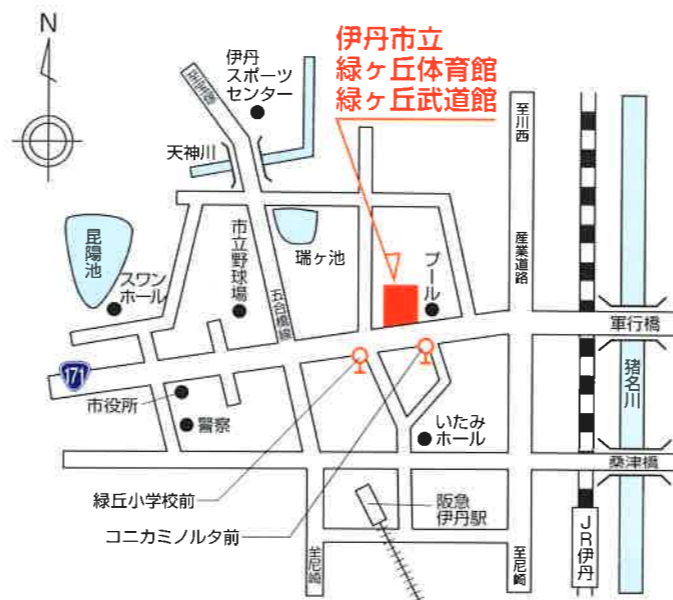 N
伊丹市立
緑ヶ丘体育館
緑ヶ丘武道館
伊丹
スポーツ
センター
至宝塚
天神川
至川西
産業道路
昆陽池
スワン
ホール
市立野球場
瑞ヶ池
五合橋線
プール
軍行橋
171
猪名川
市役所
警察
いたみ
ホール
桑津橋
緑丘小学校前
阪急
伊丹駅
コニカミノルタ前
JR伊丹
至尼崎
至尼崎